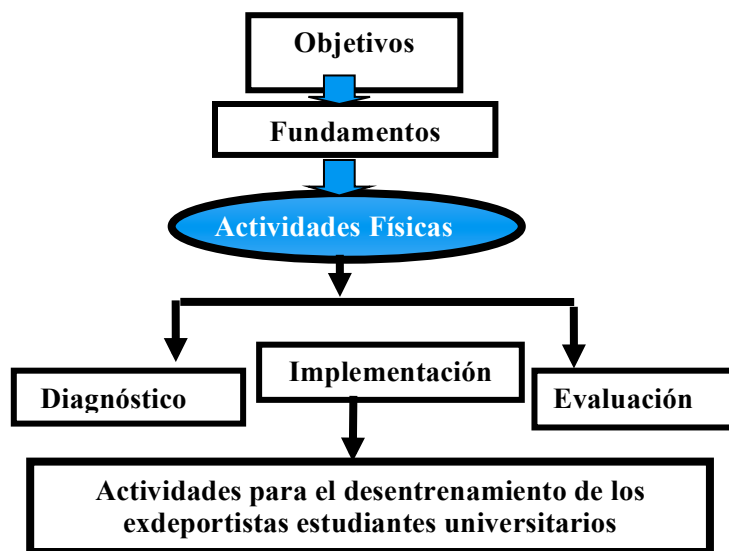 Objetivos
Fundamentos
Actividades Físicas
Diagnóstico
Implementación
Evaluación
Actividades para el desentrenamiento de los
exdeportistas estudiantes universitarios